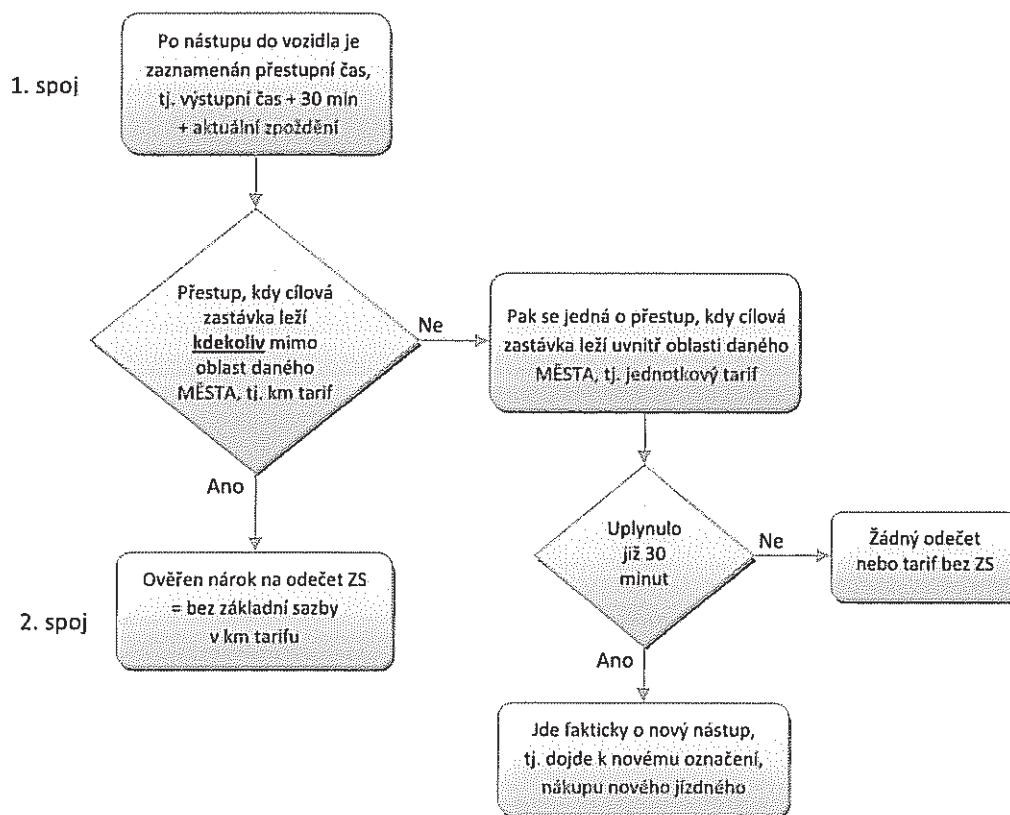 1. spoj
Po nástupu do vozidla je
zaznamenán přestupní čas,
tj. výstupní čas + 30 min
+ aktuální zpoždění
Přestup, kdy cílová
zastávka leží
kdekoliv mimo
oblast daného
MĚSTA, tj. km tarif
Ne
Pak se jedná o přestup, kdy cílová
zastávka leží uvnitř oblasti daného
MĚSTA, tj. jednotkový tarif
Ano
Uplynulo
již 30
minut
Ne
Žádný odečet
nebo tarif bez ZS
2. spoj
Ověřen nárok na odečet ZS
= bez základní sazby
v km tarifu
Ano
Jde fakticky o nový nástup,
tj. dojde k novému označení,
nákupu nového jízdného